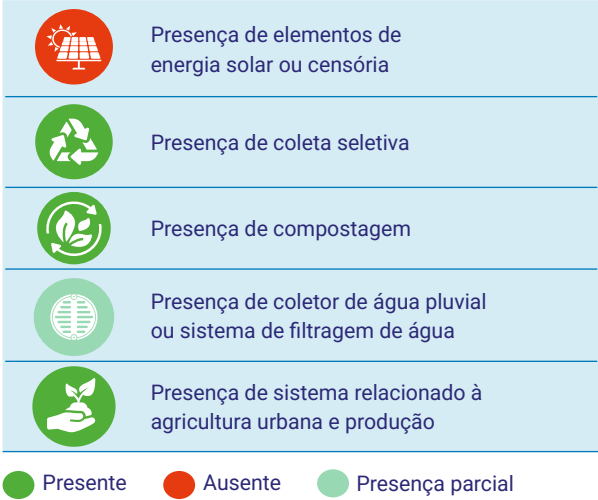 Presença de elementos de
energia solar ou censória
Presença de coleta seletiva
Presença de compostagem
Presença de coletor de água pluvial
ou sistema de filtragem de água
Presença de sistema relacionado à
agricultura urbana e produção
Presente
Ausente
Presença parcial